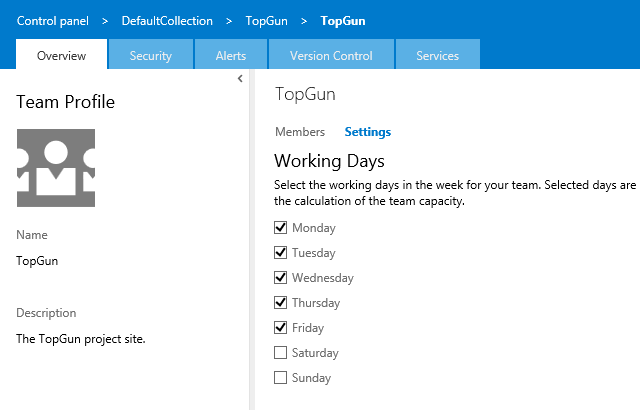 Control panel > DefaultCollection > TopGun > TopGun
Overview Security Alerts Version Control Services
Team Profile
Name
TopGun
Description
The TopGun project site.
TopGun
Members Settings
Working Days
Select the working days in the week for your team. Selected days are
the calculation of the team capacity.
Monday
Tuesday
Wednesday
Thursday
Friday
Saturday
Sunday